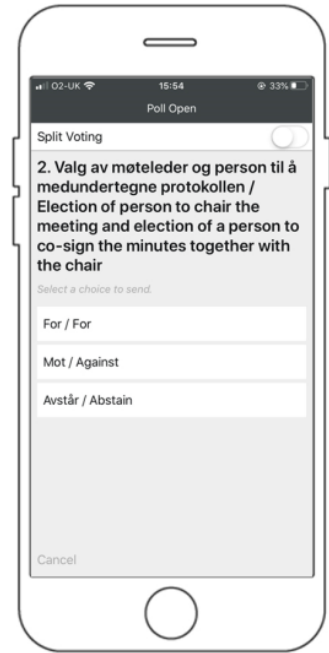 O2-UK 15:54 33%
Poll Open
Split Voting
2. Valg av møteleder og person til å
medundertegne protokollen /
Election of person to chair the
meeting and election of a person to
co-sign the minutes together with
the chair
Select a choice to send.
For / For
Mot / Against
Avstår / Abstain
Cancel